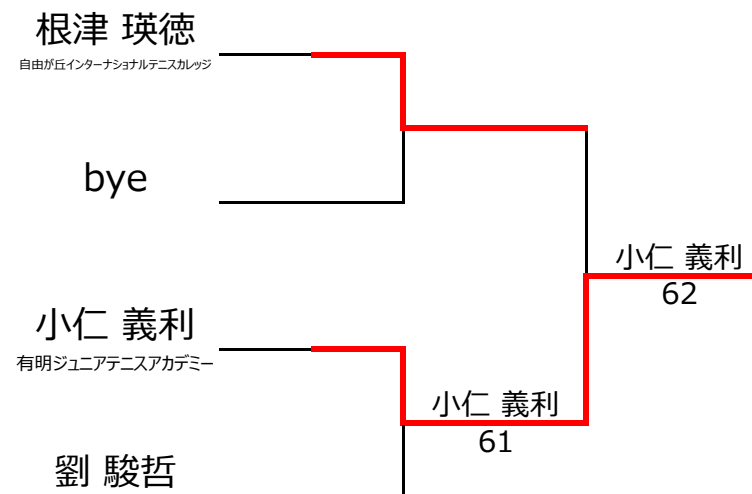 根津 瑛徳
自由が丘インターナショナルテニスカレッジ
bye
小仁 義利
62
小仁 義利
有明ジュニアテニスアカデミー
小仁 義利
61
劉 駿哲